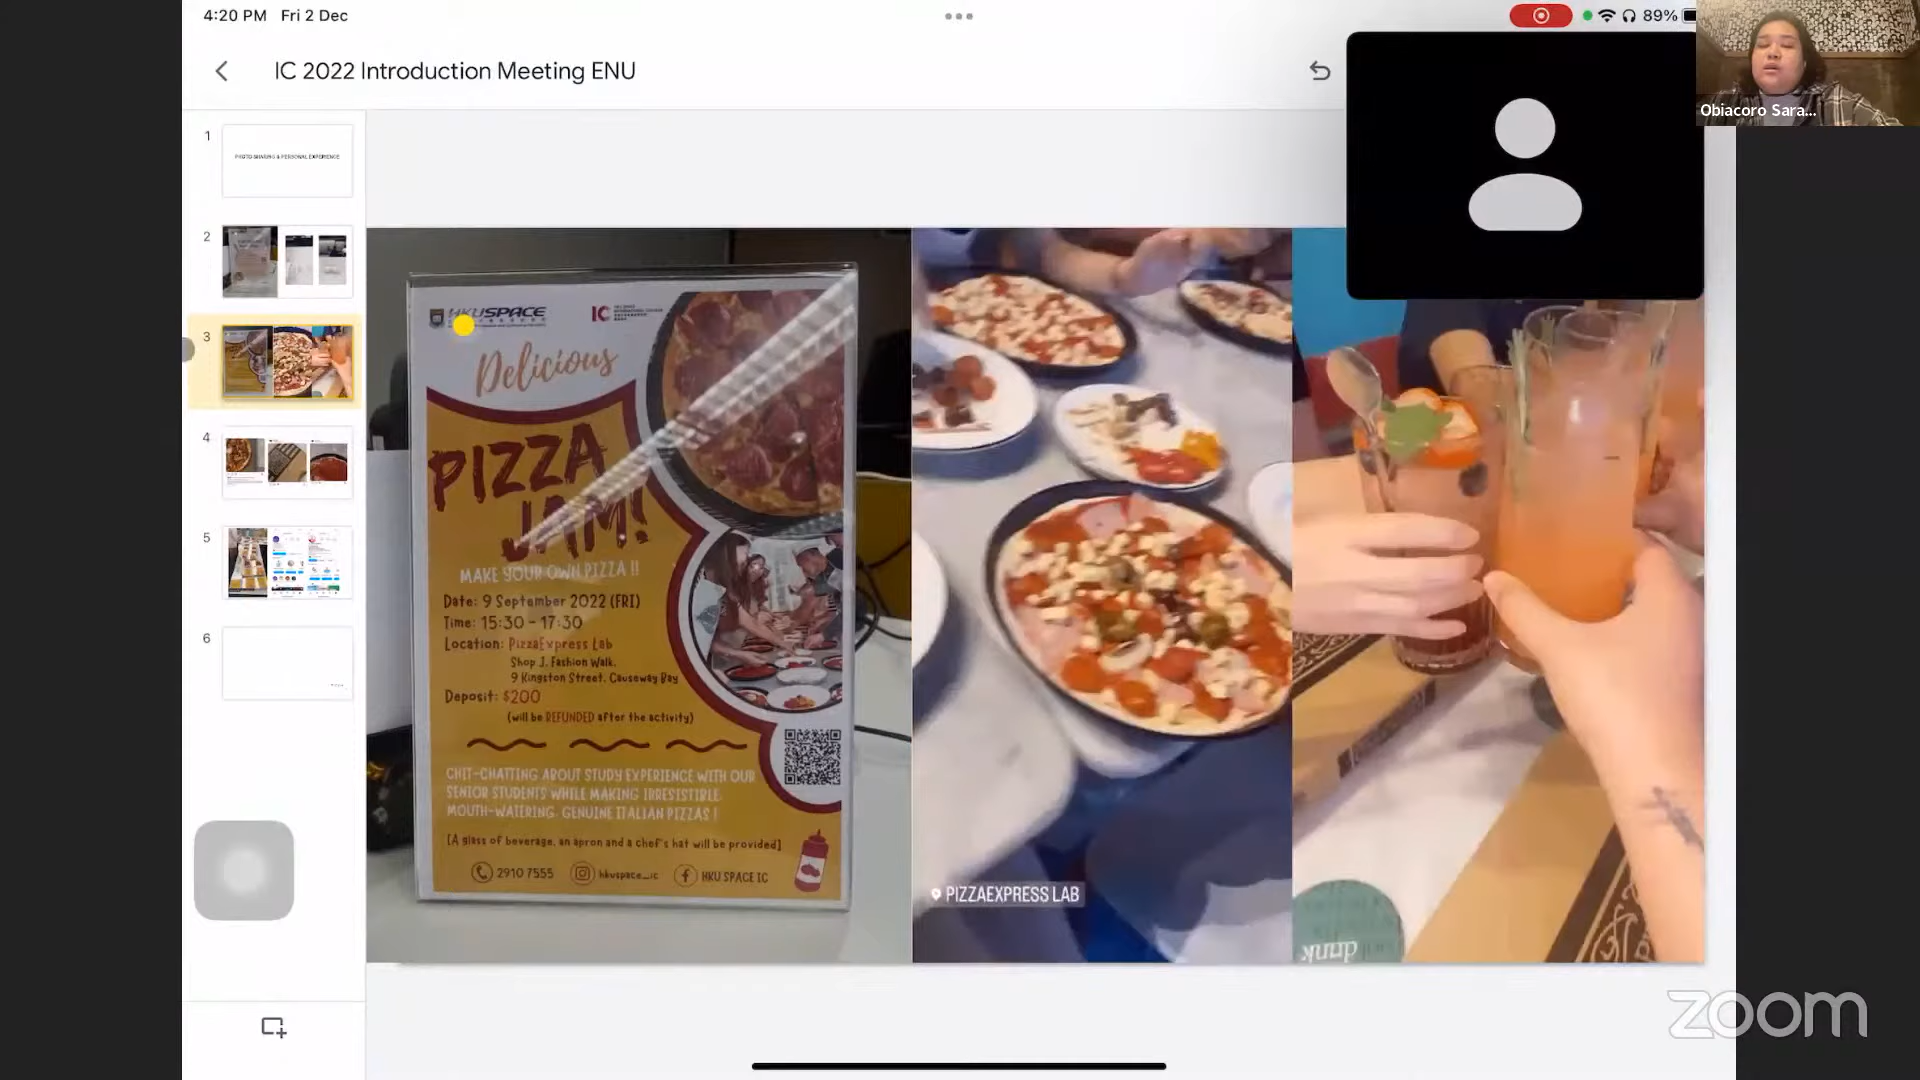 4:20 PM Fri 2 Dec
89%
IC 2022 Introduction Meeting ENU
Obiacoro Sara...
1
PHOTO SHARING & PERSONAL EXPERIENCE
2
3
4
5
6
HKUSPACE
IC
Delicious
PIZZA
JAM!
MAKE YOUR OWN PIZZA !!
Date: 9 September 2022 (FRI)
Time: 15:30 - 17:30
Location: PizzaExpress Lab
Shop J, Fashion Walk,
9 Kingston Street, Causeway Bay
Deposit: $200
(will be REFUNDED after the activity)
CHIT-CHATTING ABOUT STUDY EXPERIENCE WITH OUR
SENIOR STUDENTS WHILE MAKING IRRESISTIBLE,
MOUTH-WATERING, GENUINE ITALIAN PIZZAS !
[A glass of beverage, an apron and a chef's hat will be provided]
2910 7555 hkuspace_ic HKU SPACE IC
PIZZAEXPRESS LAB
drink
zoom